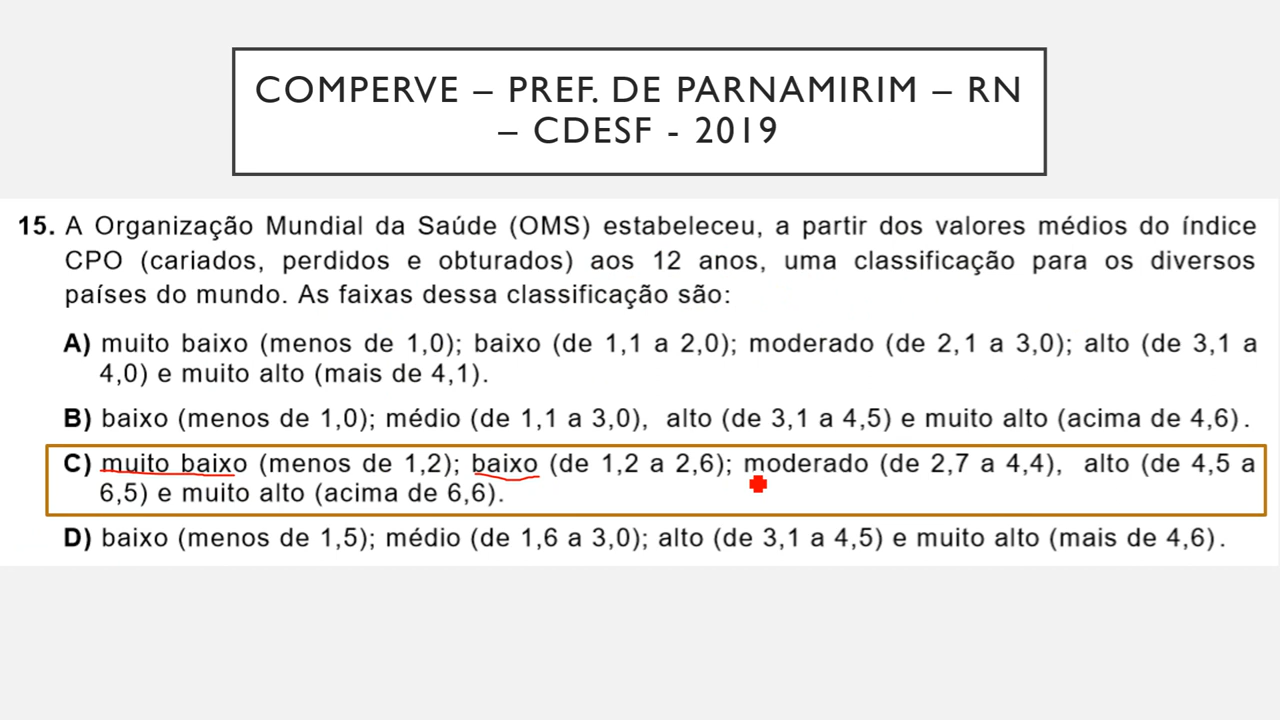 COMPERVE – PREF. DE PARNAMIRIM – RN
– CDESF - 2019
15. A Organização Mundial da Saúde (OMS) estabeleceu, a partir dos valores médios do índice
CPO (cariados, perdidos e obturados) aos 12 anos, uma classificação para os diversos
países do mundo. As faixas dessa classificação são:
A) muito baixo (menos de 1,0); baixo (de 1,1 a 2,0); moderado (de 2,1 a 3,0); alto (de 3,1 a
4,0) e muito alto (mais de 4,1).
B) baixo (menos de 1,0); médio (de 1,1 a 3,0), alto (de 3,1 a 4,5) e muito alto (acima de 4,6).
C) muito baixo (menos de 1,2); baixo (de 1,2 a 2,6); moderado (de 2,7 a 4,4), alto (de 4,5 a
6,5) e muito alto (acima de 6,6).
D) baixo (menos de 1,5); médio (de 1,6 a 3,0); alto (de 3,1 a 4,5) e muito alto (mais de 4,6).